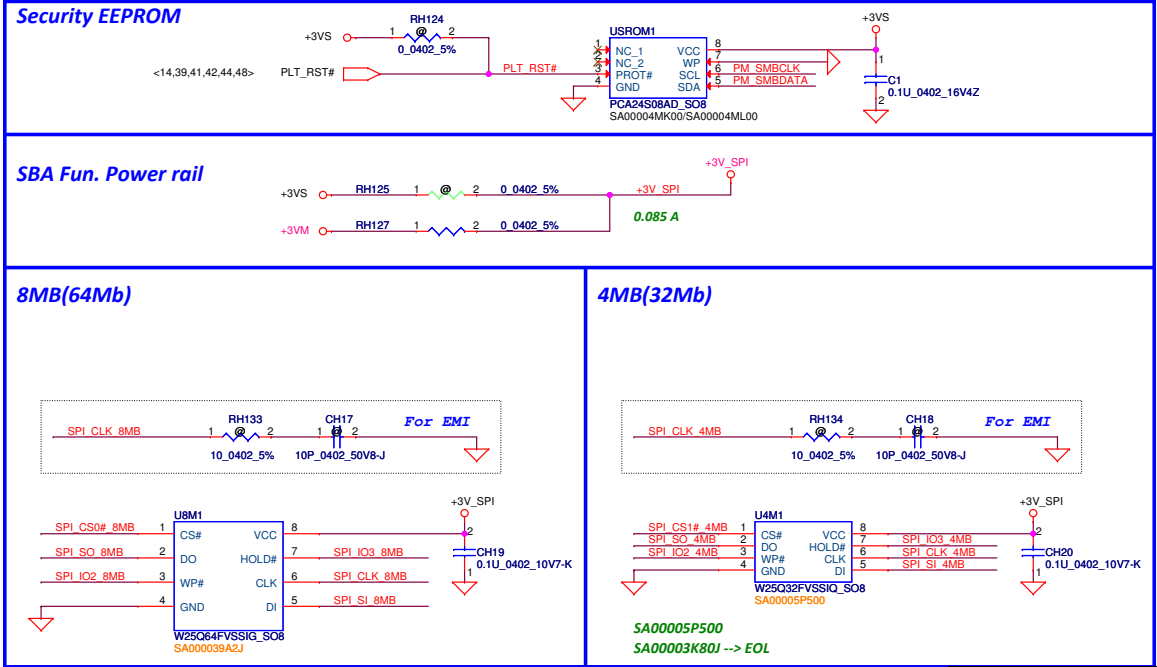 Security EEPROM
RH124
+3VS 1 @ 2
0_0402_5%
<14,39,41,42,44,48> PLT_RST# PLT_RST#
USROM1
1 NC_1 VCC 8
2 NC_2 WP 7
3 PROT# SCL 6 PM_SMBCLK
4 GND SDA 5 PM_SMBDATA
PCA24S08AD_SO8
SA00004MK00/SA00004ML00
+3VS
1
C1
0.1U_0402_16V4Z
2
SBA Fun. Power rail
+3VS RH125 1 @ 2 0_0402_5% +3V_SPI
+3V_SPI
0.085 A
+3VM RH127 1 2 0_0402_5%
8MB(64Mb)
RH133 CH17 For EMI
SPI_CLK_8MB 1 @ 2 1 @ 2
10_0402_5% 10P_0402_50V8-J
U8M1
SPI_CS0#_8MB 1 CS# VCC 8
SPI_SO_8MB 2 DO HOLD# 7 SPI_IO3_8MB
SPI_IO2_8MB 3 WP# CLK 6 SPI_CLK_8MB
4 GND DI 5 SPI_SI_8MB
W25Q64FVSSIG_SO8
SA000039A2J
+3V_SPI
2
CH19
0.1U_0402_10V7-K
1
4MB(32Mb)
RH134 CH18 For EMI
SPI_CLK_4MB 1 @ 2 1 @ 2
10_0402_5% 10P_0402_50V8-J
U4M1
SPI_CS1#_4MB 1 CS# VCC 8
SPI_SO_4MB 2 DO HOLD# 7 SPI_IO3_4MB
SPI_IO2_4MB 3 WP# CLK 6 SPI_CLK_4MB
4 GND DI 5 SPI_SI_4MB
W25Q32FVSSIQ_SO8
SA00005P500
+3V_SPI
2
CH20
0.1U_0402_10V7-K
1
SA00005P500
SA00003K80J --> EOL